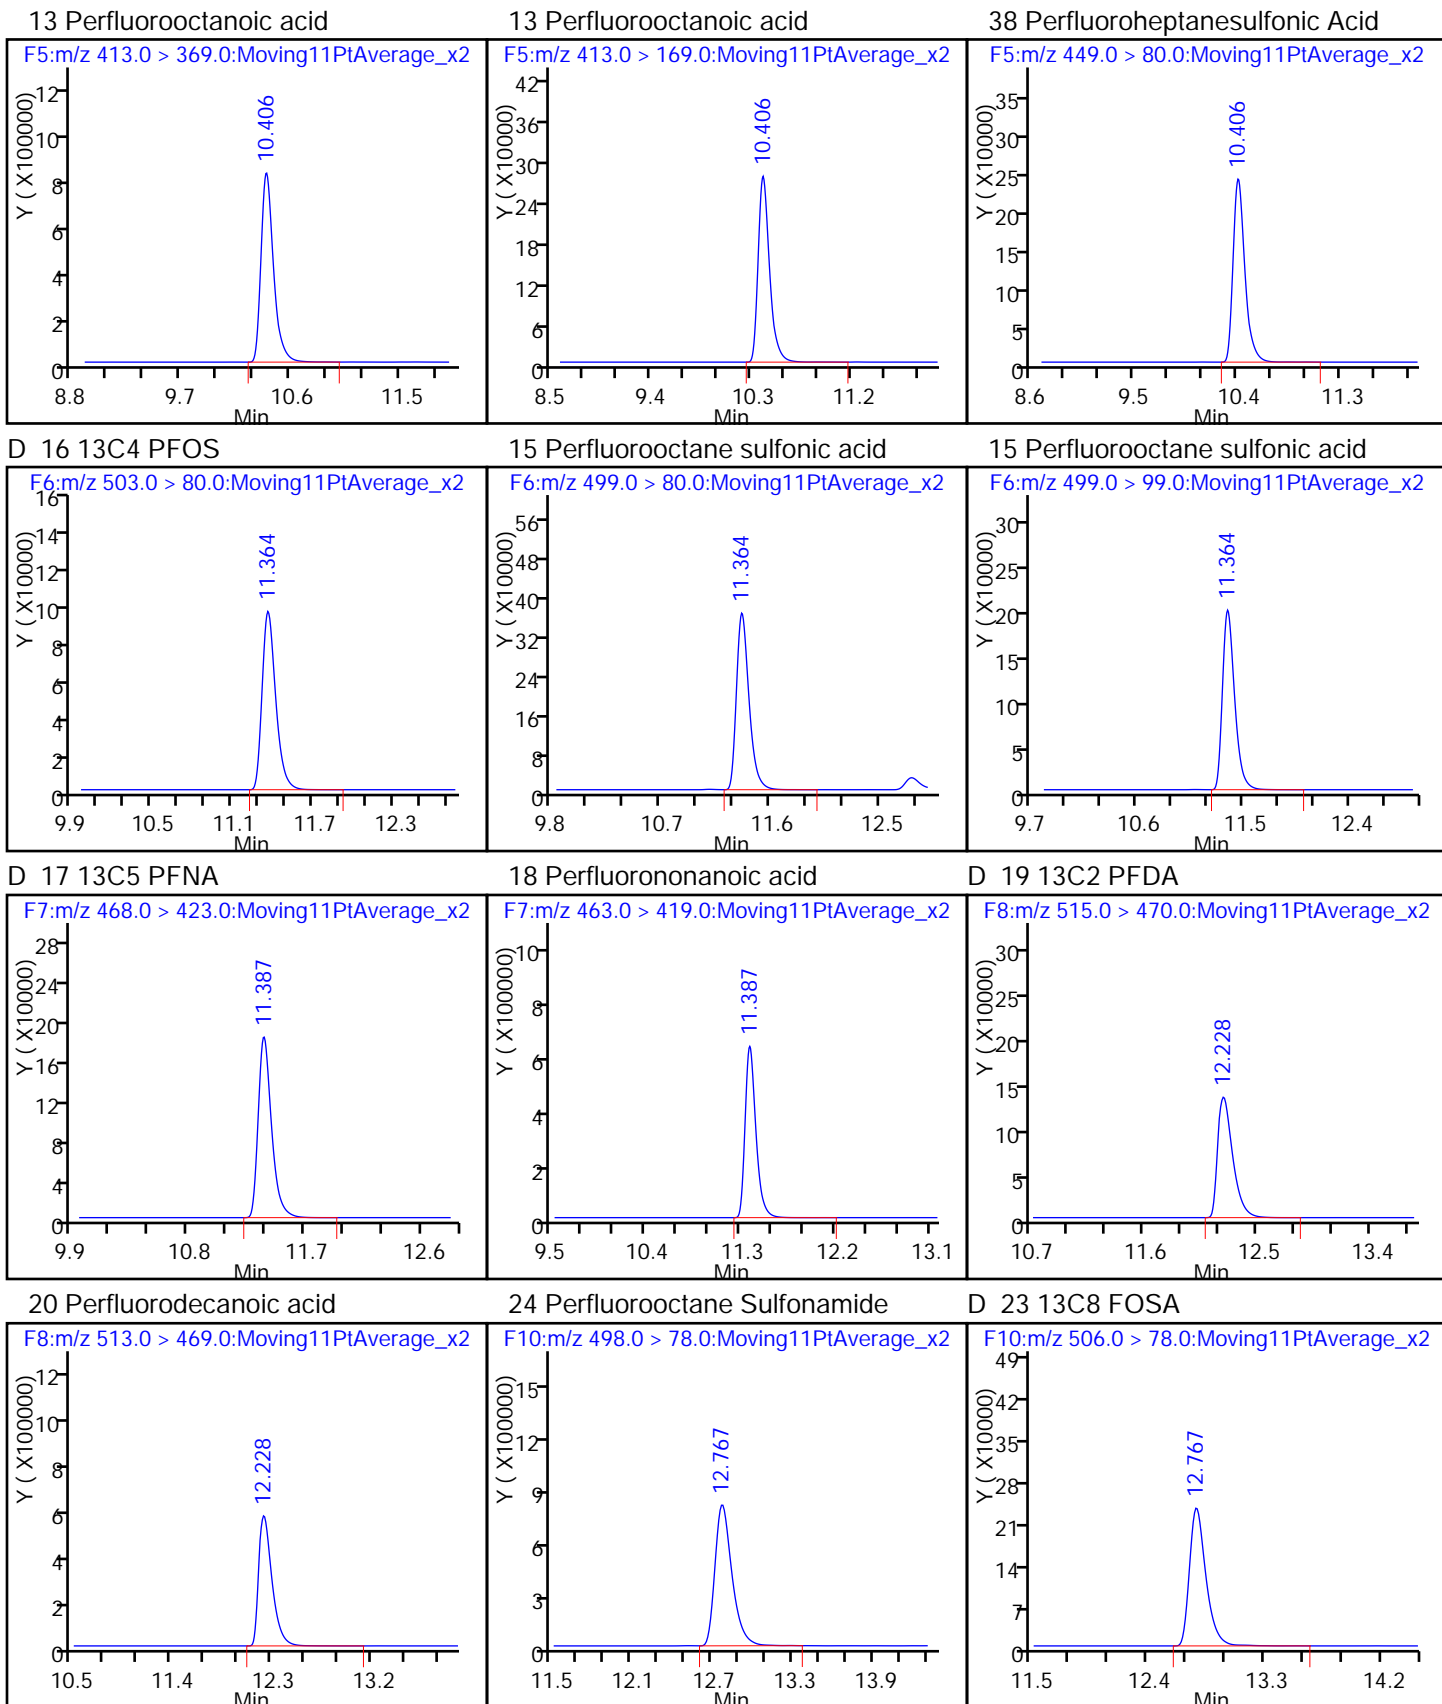 13 Perfluorooctanoic acid
F5:m/z 413.0 > 369.0:Moving11PtAverage_x2
Y ( X100000)
12
10
8
6
4
2
0
10.406
8.8 9.7 10.6 11.5
Min
13 Perfluorooctanoic acid
F5:m/z 413.0 > 169.0:Moving11PtAverage_x2
Y ( X10000)
42
36
30
24
18
12
6
0
10.406
8.5 9.4 10.3 11.2
Min
38 Perfluoroheptanesulfonic Acid
F5:m/z 449.0 > 80.0:Moving11PtAverage_x2
Y ( X10000)
35
30
25
20
15
10
5
0
10.406
8.6 9.5 10.4 11.3
Min
D 16 13C4 PFOS
F6:m/z 503.0 > 80.0:Moving11PtAverage_x2
Y ( X10000)
16
14
12
10
8
6
4
2
0
11.364
9.9 10.5 11.1 11.7 12.3
Min
15 Perfluorooctane sulfonic acid
F6:m/z 499.0 > 80.0:Moving11PtAverage_x2
Y ( X10000)
56
48
40
32
24
16
8
0
11.364
9.8 10.7 11.6 12.5
Min
15 Perfluorooctane sulfonic acid
F6:m/z 499.0 > 99.0:Moving11PtAverage_x2
Y ( X10000)
30
25
20
15
10
5
0
11.364
9.7 10.6 11.5 12.4
Min
D 17 13C5 PFNA
F7:m/z 468.0 > 423.0:Moving11PtAverage_x2
Y ( X10000)
28
24
20
16
12
8
4
0
11.387
9.9 10.8 11.7 12.6
Min
18 Perfluorononanoic acid
F7:m/z 463.0 > 419.0:Moving11PtAverage_x2
Y ( X100000)
10
8
6
4
2
0
11.387
9.5 10.4 11.3 12.2 13.1
Min
D 19 13C2 PFDA
F8:m/z 515.0 > 470.0:Moving11PtAverage_x2
Y ( X10000)
30
25
20
15
10
5
0
12.228
10.7 11.6 12.5 13.4
Min
20 Perfluorodecanoic acid
F8:m/z 513.0 > 469.0:Moving11PtAverage_x2
Y ( X100000)
12
10
8
6
4
2
0
12.228
10.5 11.4 12.3 13.2
Min
24 Perfluorooctane Sulfonamide
F10:m/z 498.0 > 78.0:Moving11PtAverage_x2
Y ( X100000)
15
12
9
6
3
0
12.767
11.5 12.1 12.7 13.3 13.9
Min
D 23 13C8 FOSA
F10:m/z 506.0 > 78.0:Moving11PtAverage_x2
Y ( X10000)
49
42
35
28
21
14
7
0
12.767
11.5 12.4 13.3 14.2
Min